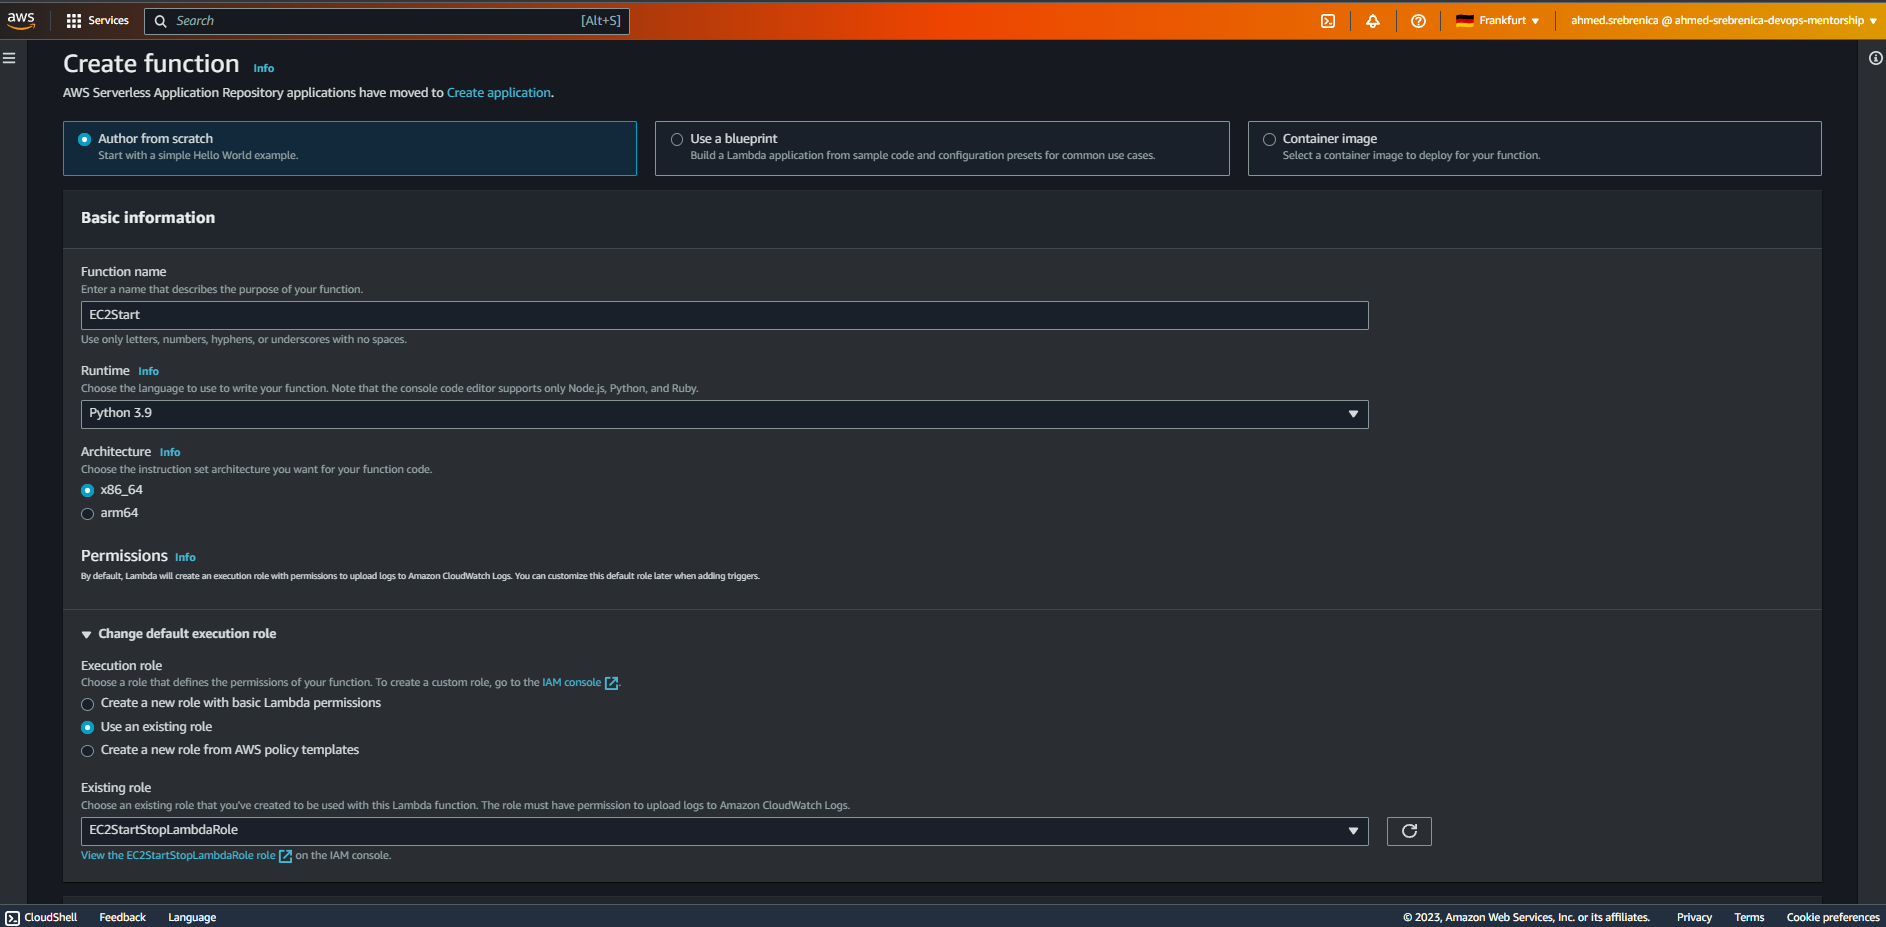 aws Services Search [Alt+S] Frankfurt ahmed.srebrenica @ ahmed-srebrenica-devops-mentorship
Create function Info
AWS Serverless Application Repository applications have moved to Create application.
Author from scratch
Start with a simple Hello World example.
Use a blueprint
Build a Lambda application from sample code and configuration presets for common use cases.
Container image
Select a container image to deploy for your function.
Basic information
Function name
Enter a name that describes the purpose of your function.
EC2Start
Use only letters, numbers, hyphens, or underscores with no spaces.
Runtime Info
Choose the language to use to write your function. Note that the console code editor supports only Node.js, Python, and Ruby.
Python 3.9
Architecture Info
Choose the instruction set architecture you want for your function code.
x86_64
arm64
Permissions Info
By default, Lambda will create an execution role with permissions to upload logs to Amazon CloudWatch Logs. You can customize this default role later when adding triggers.
Change default execution role
Execution role
Choose a role that defines the permissions of your function. To create a custom role, go to the IAM console.
Create a new role with basic Lambda permissions
Use an existing role
Create a new role from AWS policy templates
Existing role
Choose an existing role that you've created to be used with this Lambda function. The role must have permission to upload logs to Amazon CloudWatch Logs.
EC2StartStopLambdaRole
View the EC2StartStopLambdaRole role on the IAM console.
CloudShell Feedback Language © 2023, Amazon Web Services, Inc. or its affiliates. Privacy Terms Cookie preferences